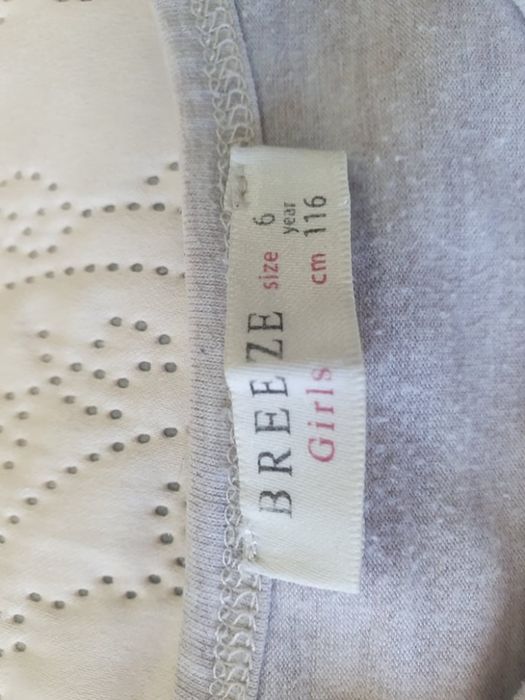 BREEZE
Girls
size 6
year
cm 116